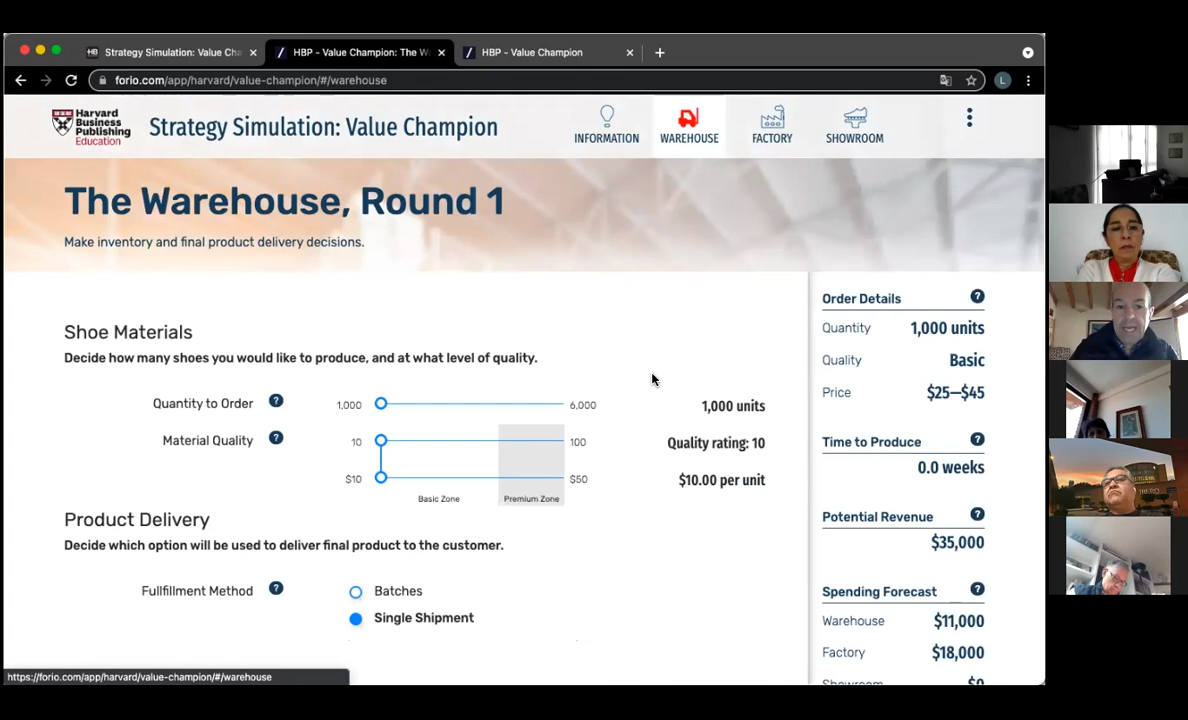 Strategy Simulation: Value Cha
HBP - Value Champion: The W
HBP - Value Champion
forio.com/app/harvard/value-champion/#/warehouse
L
Harvard
Business
Publishing
Education
Strategy Simulation: Value Champion
INFORMATION
WAREHOUSE
FACTORY
SHOWROOM
The Warehouse, Round 1
Make inventory and final product delivery decisions.
Shoe Materials
Decide how many shoes you would like to produce, and at what level of quality.
Quantity to Order ? 1,000 6,000 1,000 units
Material Quality ? 10 100 Quality rating: 10
$10 $50 $10.00 per unit
Basic Zone Premium Zone
Product Delivery
Decide which option will be used to deliver final product to the customer.
Fullfillment Method ? Batches
Single Shipment
Order Details ?
Quantity 1,000 units
Quality Basic
Price $25—$45
Time to Produce ?
0.0 weeks
Potential Revenue ?
$35,000
Spending Forecast ?
Warehouse $11,000
Factory $18,000
Showroom $0
https://forio.com/app/harvard/value-champion/#/warehouse